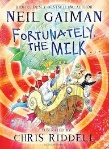 NEIL GAIMAN
FORTUNATELY,
THE MILK
CHRIS RIDDELL